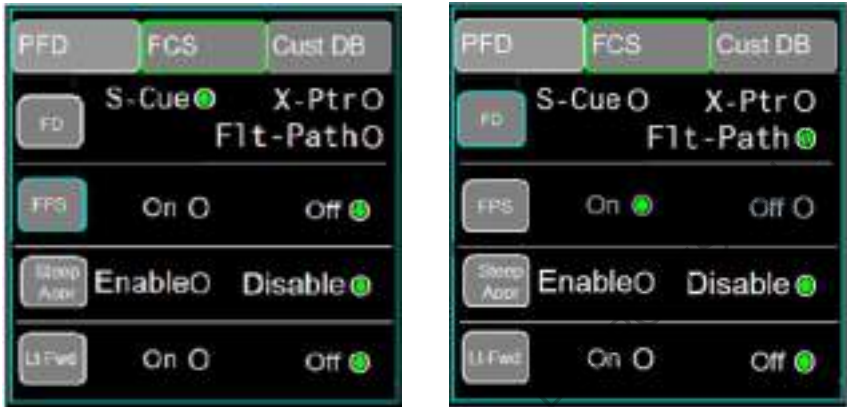 PFD FCS Cust DB
FD S-Cue X-Ptr
Flt-Path
FPS On Off
Steep Appr Enable Disable
Lt Fwd On Off
PFD FCS Cust DB
FD S-Cue X-Ptr
Flt-Path
FPS On Off
Steep Appr Enable Disable
Lt Fwd On Off